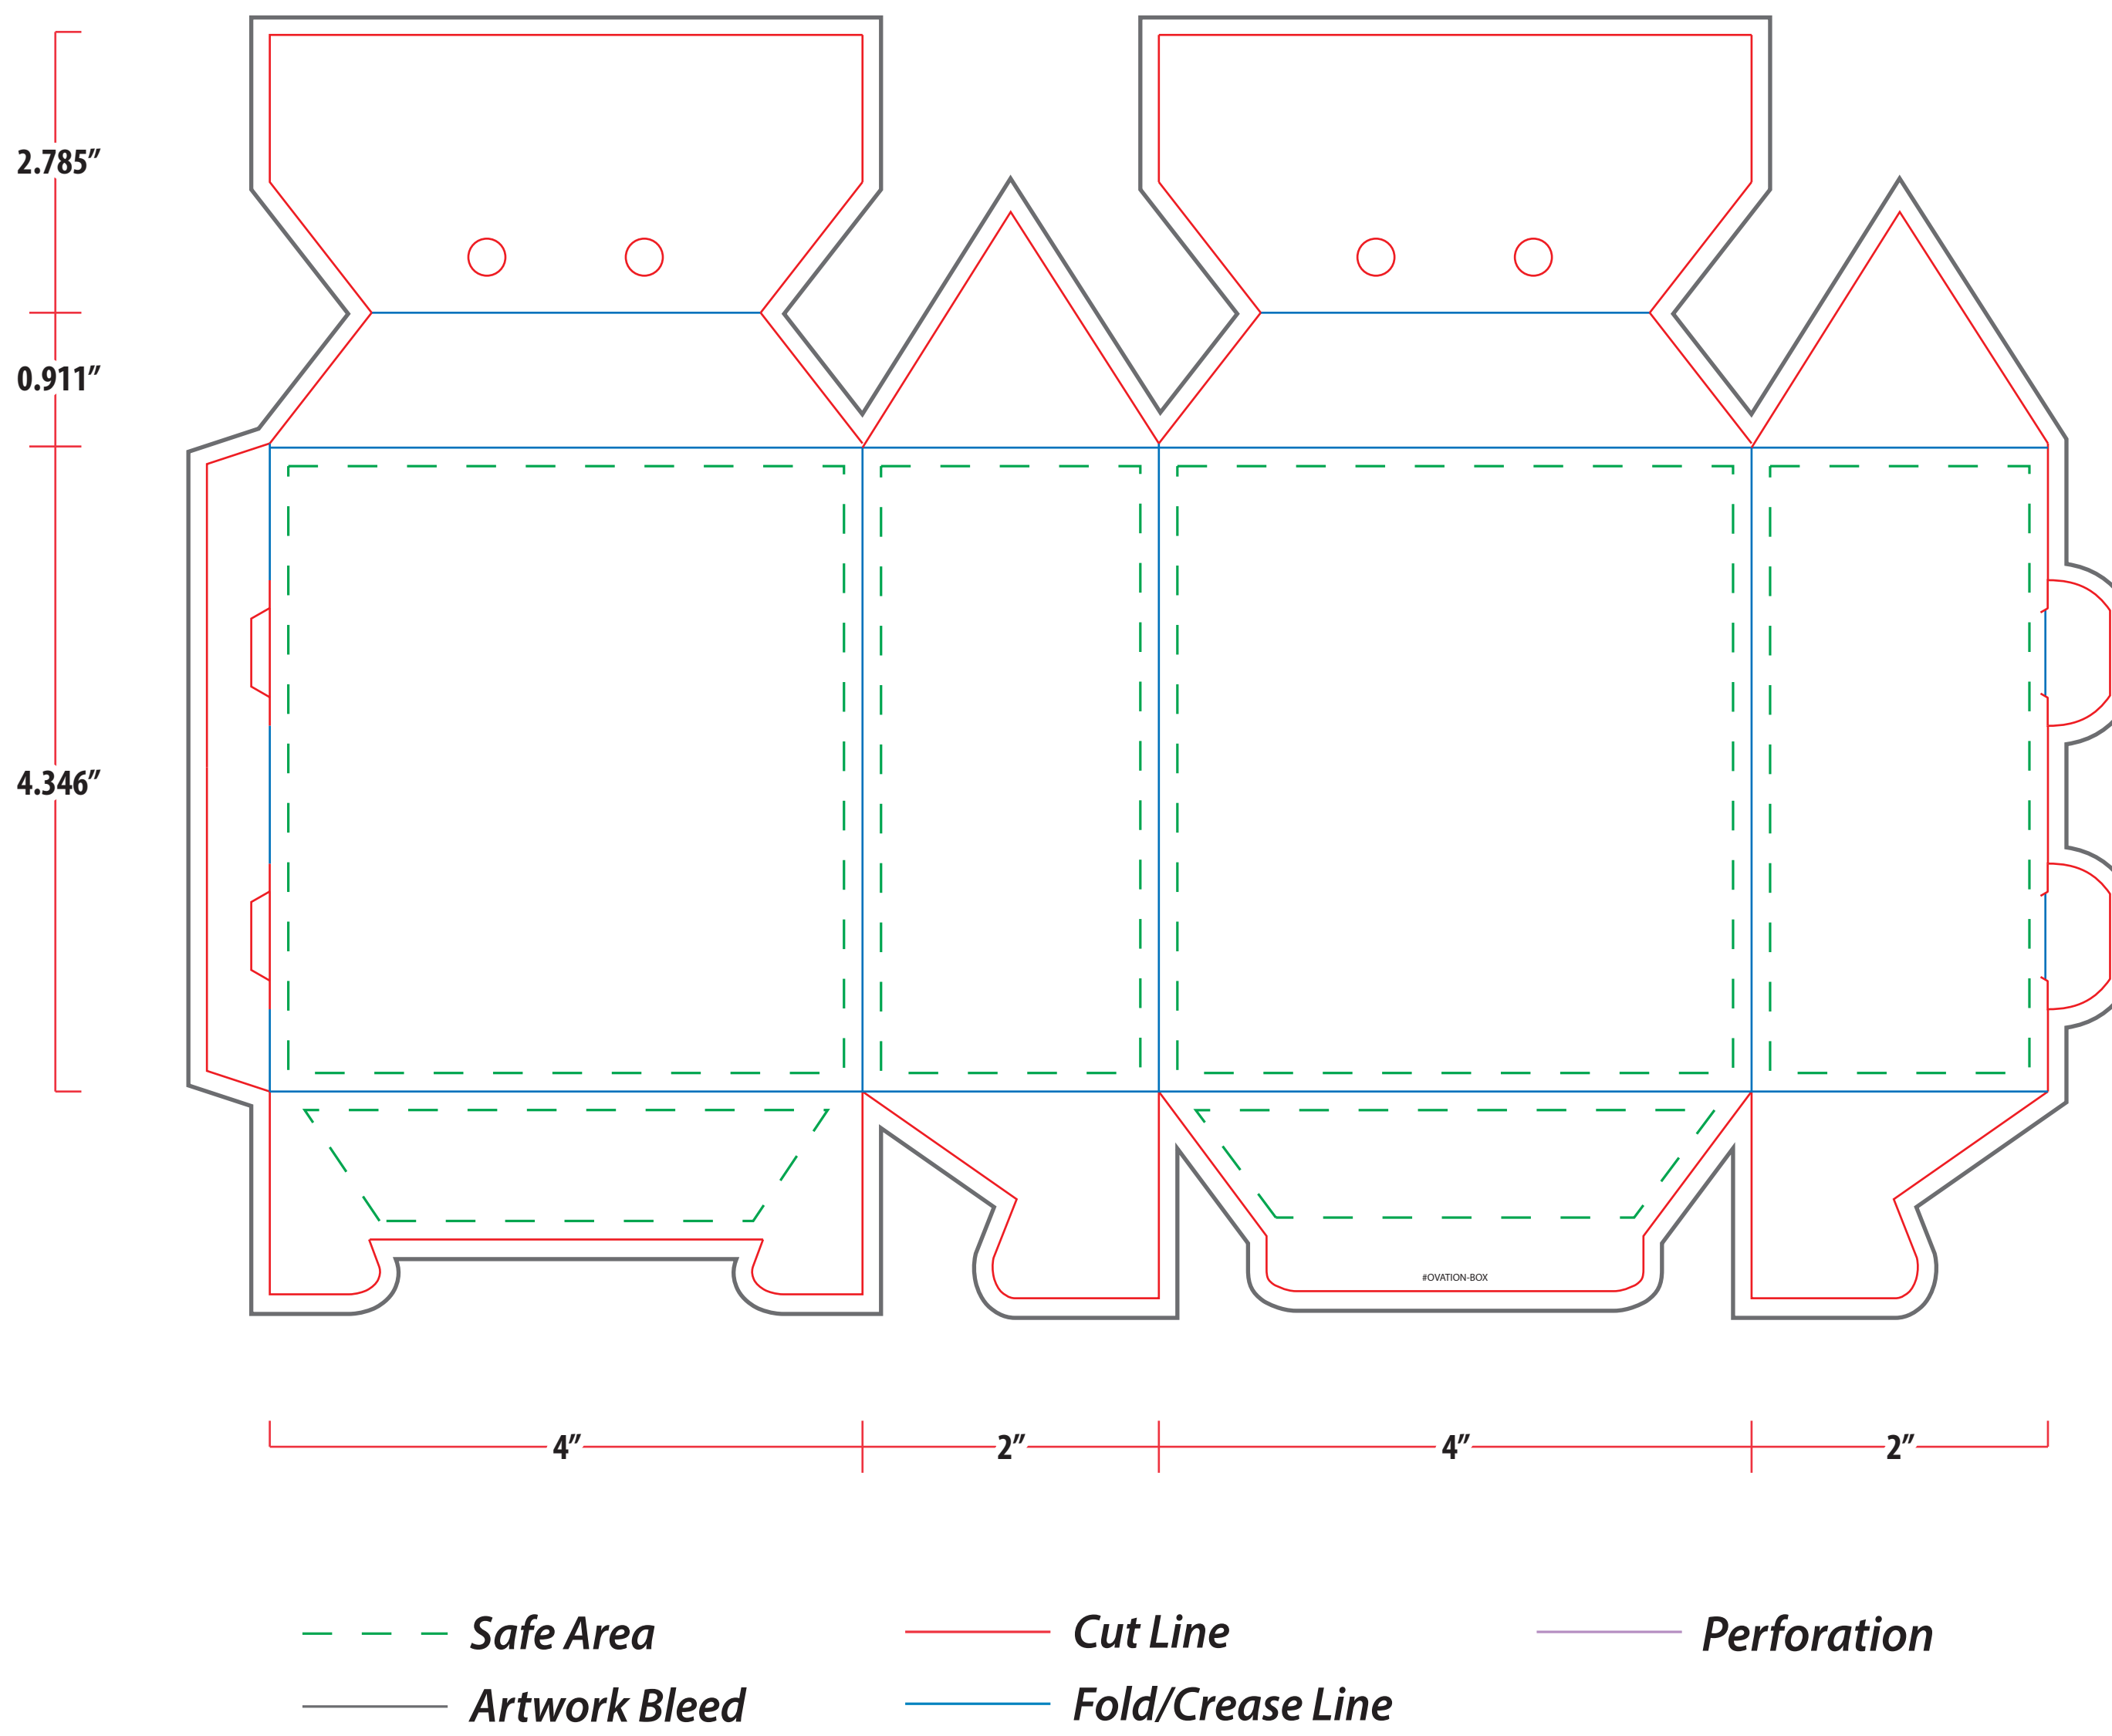 2.785”
0.911”
4.346”
#OVATION-BOX
4” 2” 4” 2”
Safe Area Cut Line Perforation
Artwork Bleed Fold/Crease Line